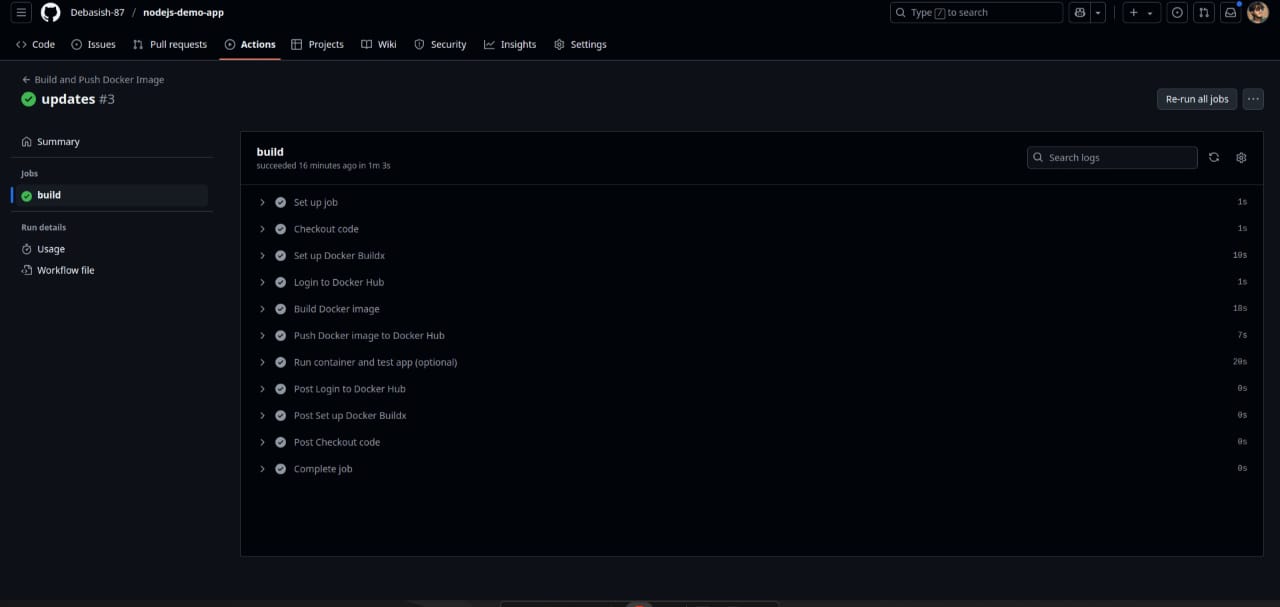 Debasish-87 / nodejs-demo-app
Type / to search
Code Issues Pull requests Actions Projects Wiki Security Insights Settings
Build and Push Docker Image
updates #3
Re-run all jobs
Summary
Jobs
build
Run details
Usage
Workflow file
build
succeeded 16 minutes ago in 1m 3s
Search logs
Set up job 1s
Checkout code 1s
Set up Docker Buildx 10s
Login to Docker Hub 1s
Build Docker image 18s
Push Docker image to Docker Hub 7s
Run container and test app (optional) 20s
Post Login to Docker Hub 0s
Post Set up Docker Buildx 0s
Post Checkout code 0s
Complete job 0s